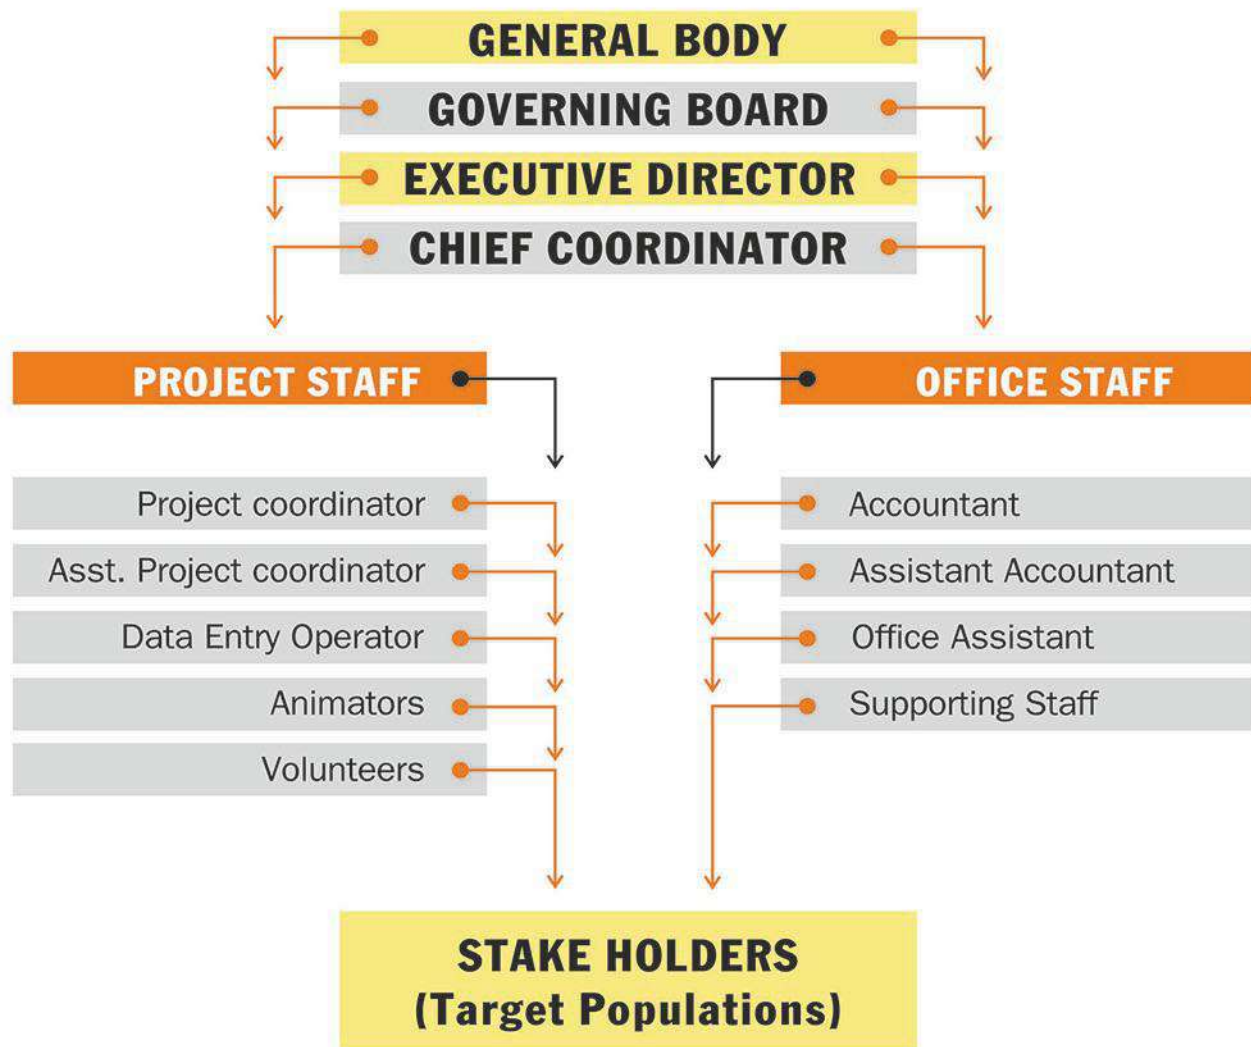 GENERAL BODY
GOVERNING BOARD
EXECUTIVE DIRECTOR
CHIEF COORDINATOR
PROJECT STAFF
Project coordinator
Asst. Project coordinator
Data Entry Operator
Animators
Volunteers
OFFICE STAFF
Accountant
Assistant Accountant
Office Assistant
Supporting Staff
STAKE HOLDERS
(Target Populations)